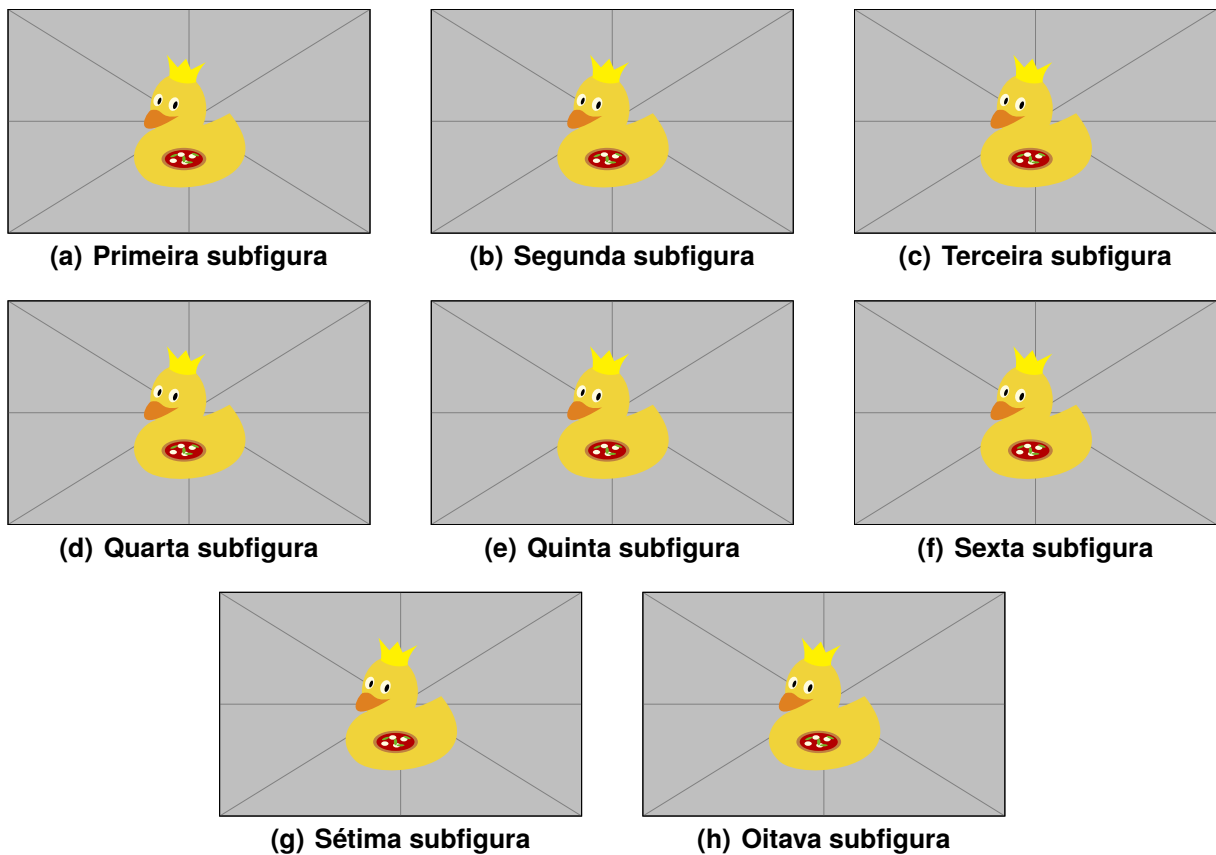 (a) Primeira subfigura
(b) Segunda subfigura
(c) Terceira subfigura
(d) Quarta subfigura
(e) Quinta subfigura
(f) Sexta subfigura
(g) Sétima subfigura
(h) Oitava subfigura